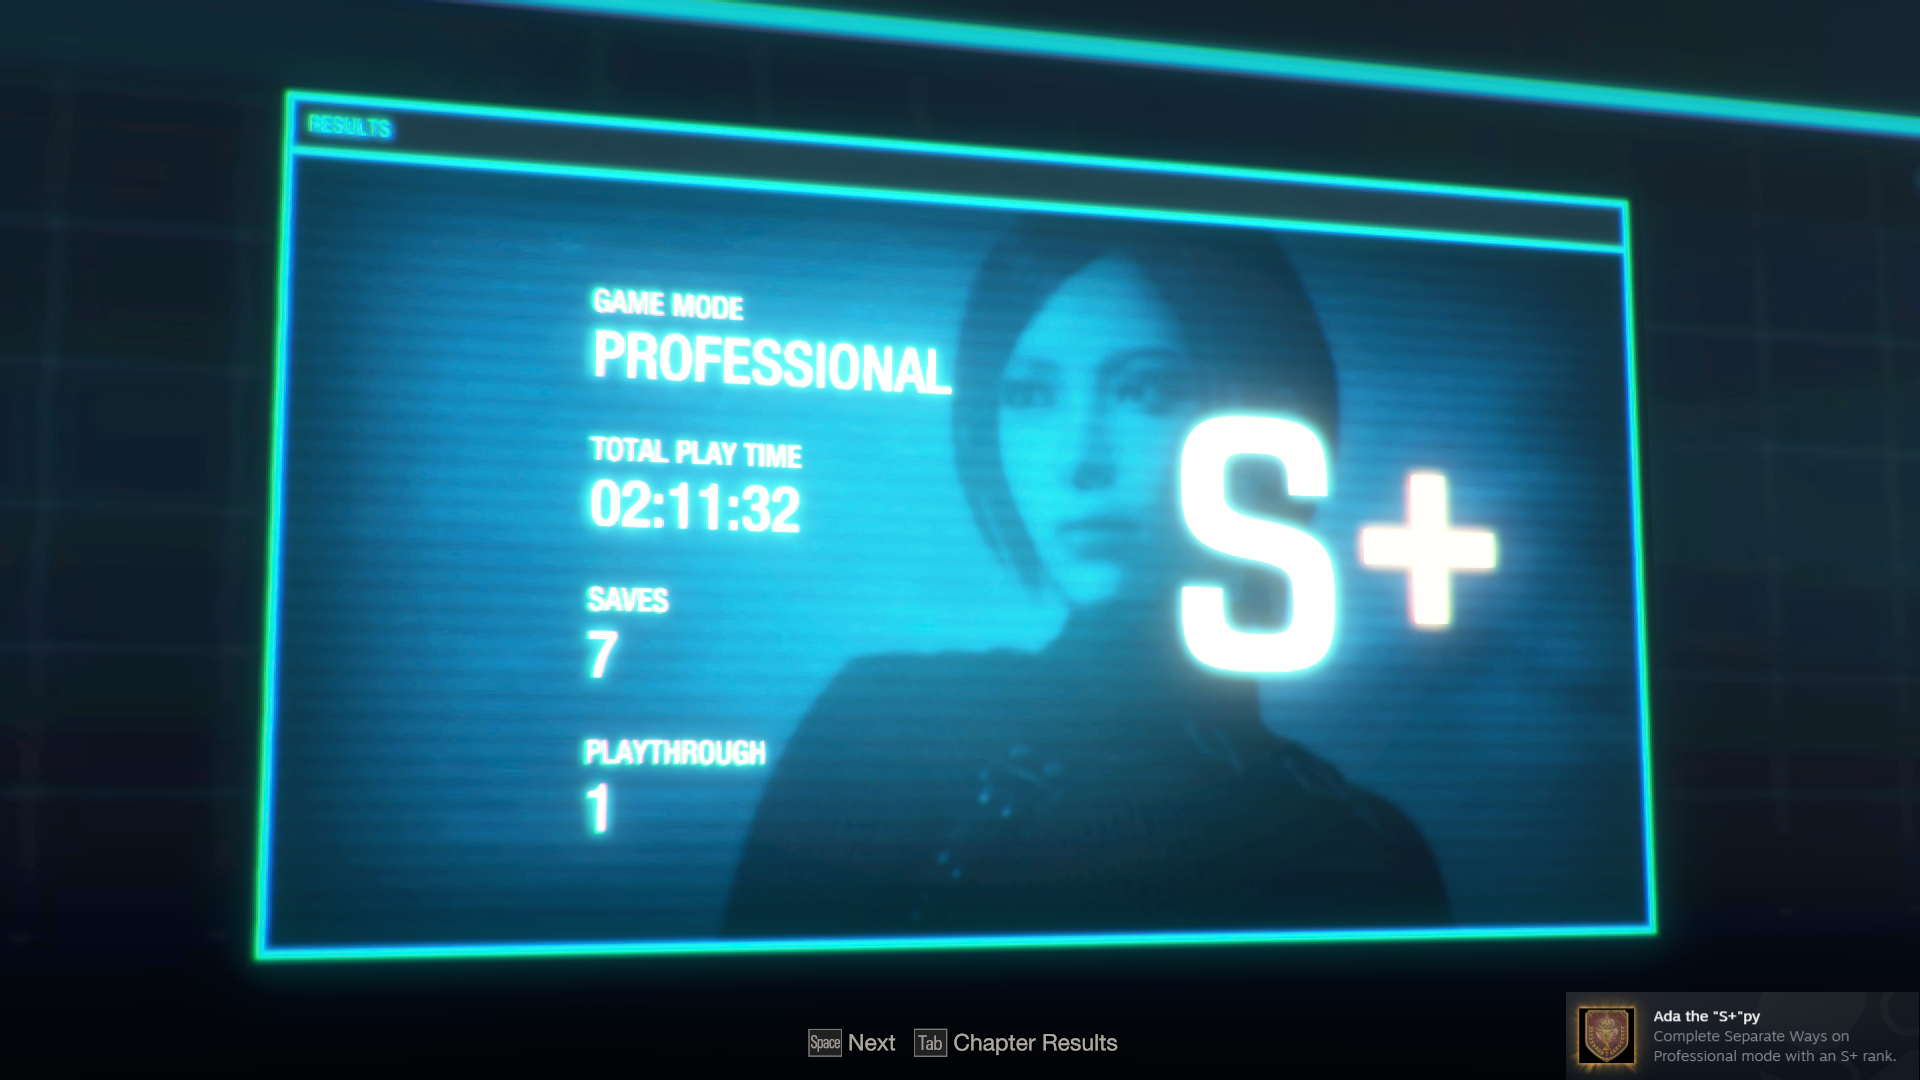 RESULTS
GAME MODE
PROFESSIONAL
TOTAL PLAY TIME
02:11:32
SAVES
7
PLAYTHROUGH
1
S+
Space Next Tab Chapter Results
Ada the "S+"py
Complete Separate Ways on
Professional mode with an S+ rank.